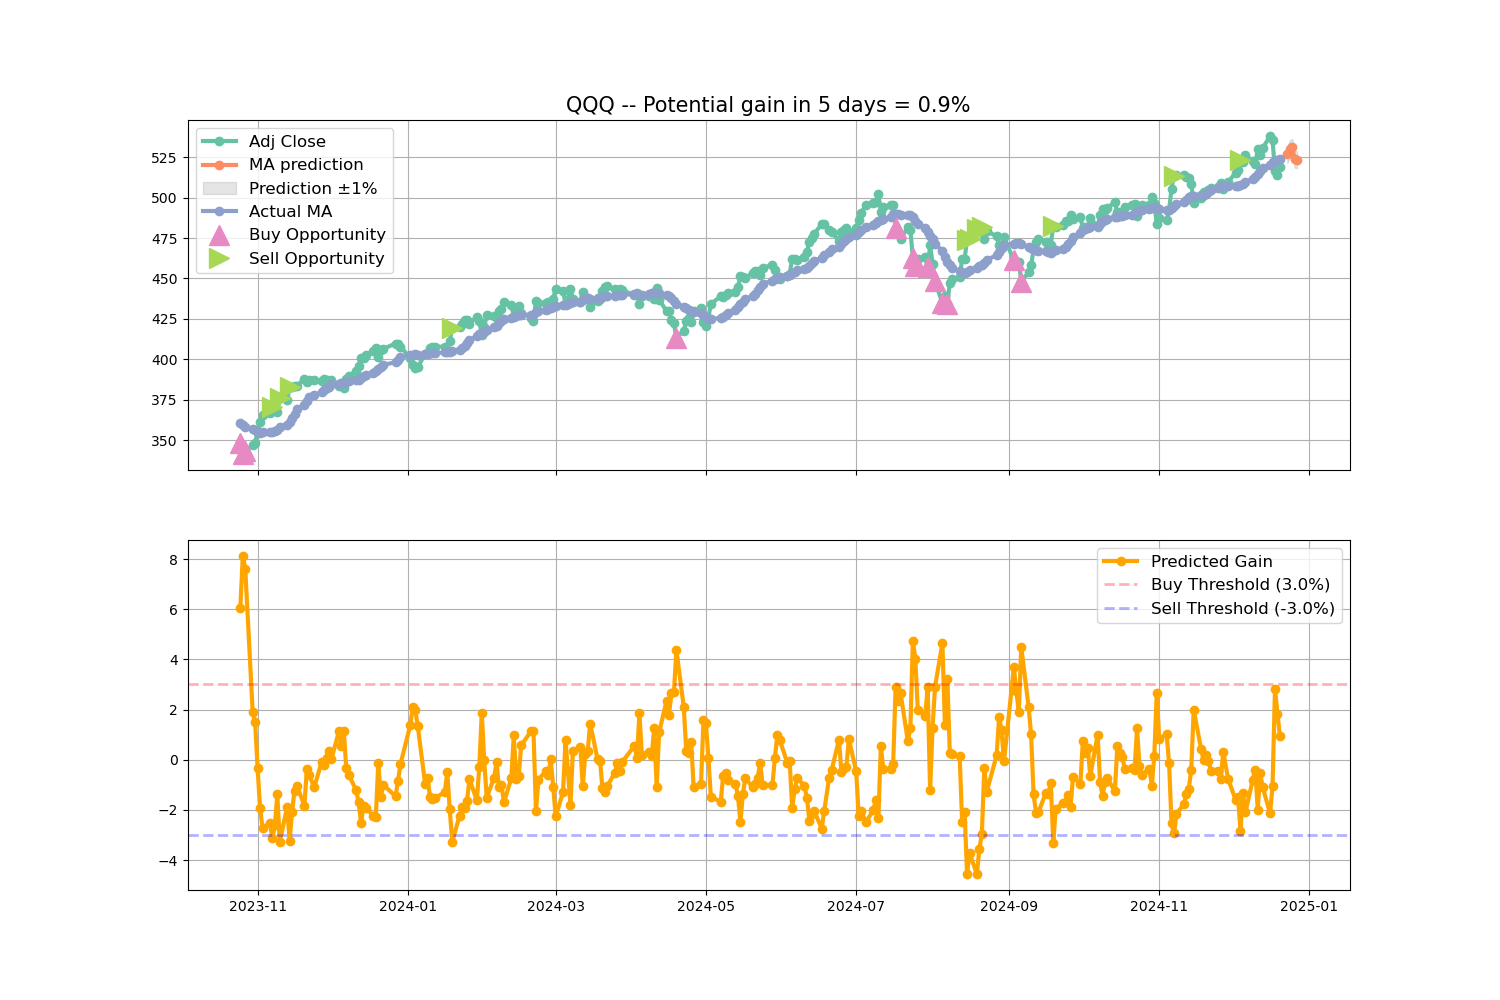 QQQ -- Potential gain in 5 days = 0.9%
Adj Close
MA prediction
Prediction ±1%
Actual MA
Buy Opportunity
Sell Opportunity
525
500
475
450
425
400
375
350
Predicted Gain
Buy Threshold (3.0%)
Sell Threshold (-3.0%)
8
6
4
2
0
−2
−4
2023-11
2024-01
2024-03
2024-05
2024-07
2024-09
2024-11
2025-01